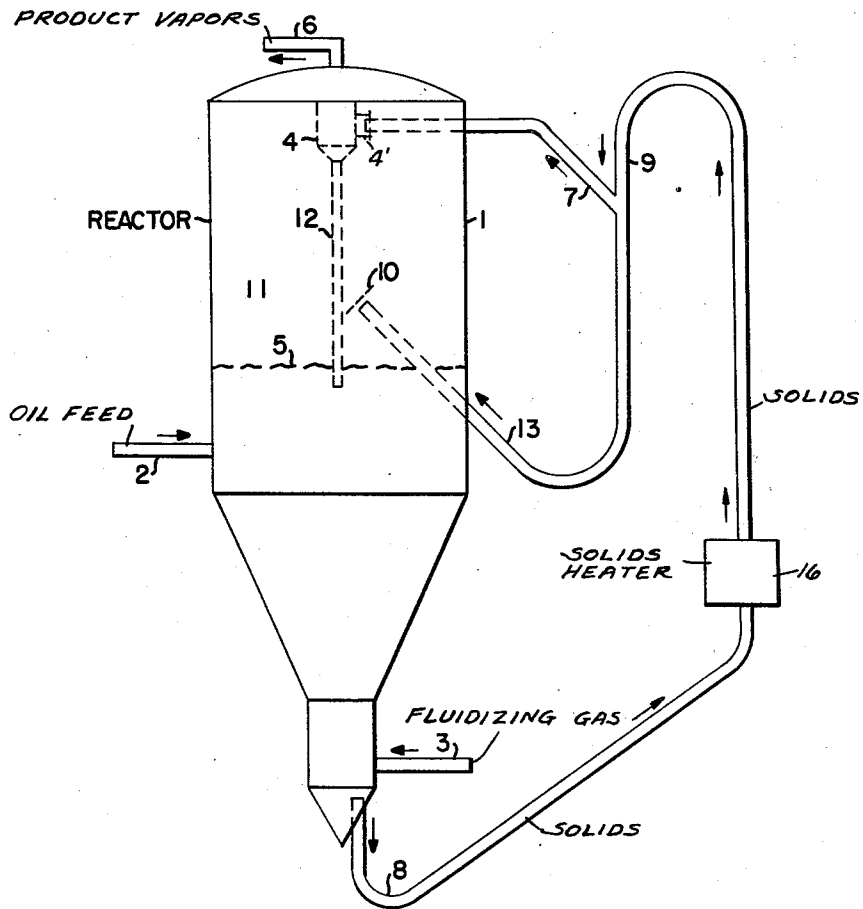 PRODUCT VAPORS
6
4
4'
9
7
REACTOR
12
1
10
11
5
OIL FEED
2
13
SOLIDS
SOLIDS
HEATER
16
FLUIDIZING GAS
3
SOLIDS
8